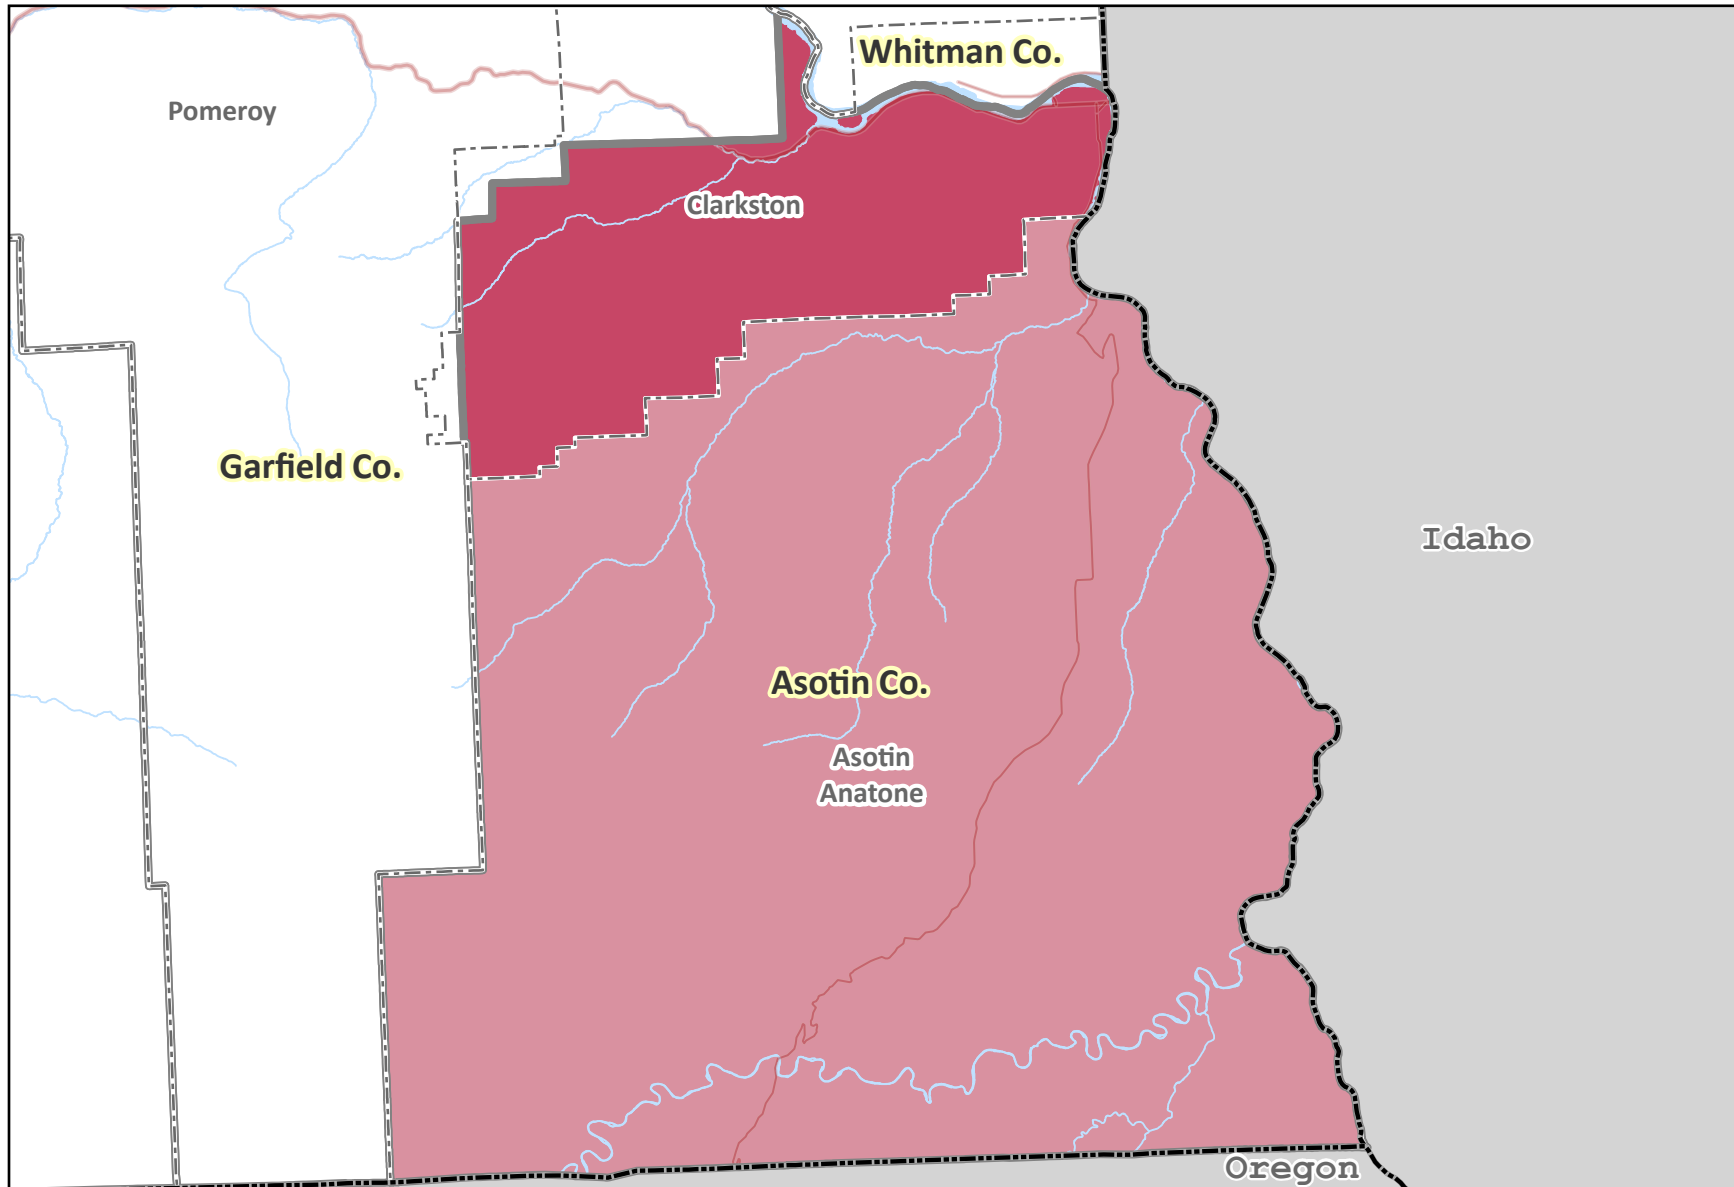 Whitman Co.
Pomeroy
Clarkston
Garfield Co.
Idaho
Asotin Co.
Asotin
Anatone
Oregon